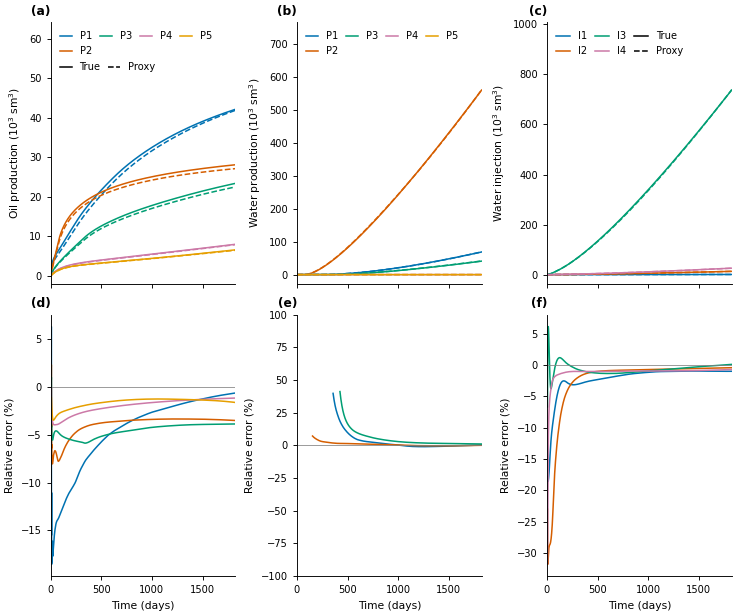 (a)
P1 P3 P4 P5
P2
True Proxy
Oil production (10³ sm³)
60
50
40
30
20
10
0
(b)
P1 P3 P4 P5
P2
Water production (10³ sm³)
700
600
500
400
300
200
100
0
(c)
I1 I3 True
I2 I4 Proxy
Water injection (10³ sm³)
1000
800
600
400
200
0
(d)
Relative error (%)
5
0
−5
−10
−15
0 500 1000 1500
Time (days)
(e)
Relative error (%)
100
75
50
25
0
−25
−50
−75
−100
0 500 1000 1500
Time (days)
(f)
Relative error (%)
5
0
−5
−10
−15
−20
−25
−30
0 500 1000 1500
Time (days)